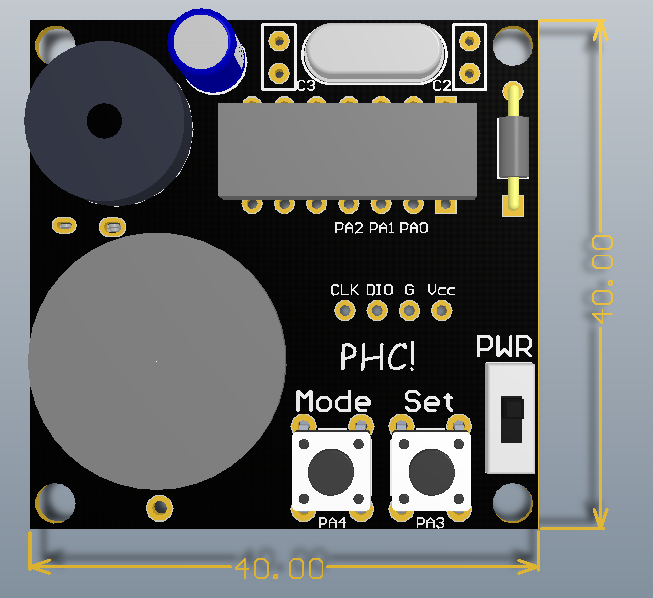 C3 C2
PA2 PA1 PA0
CLK DIO G Vcc
PHC!
PWR
Mode Set
PA4 PA3
40.00
40.00